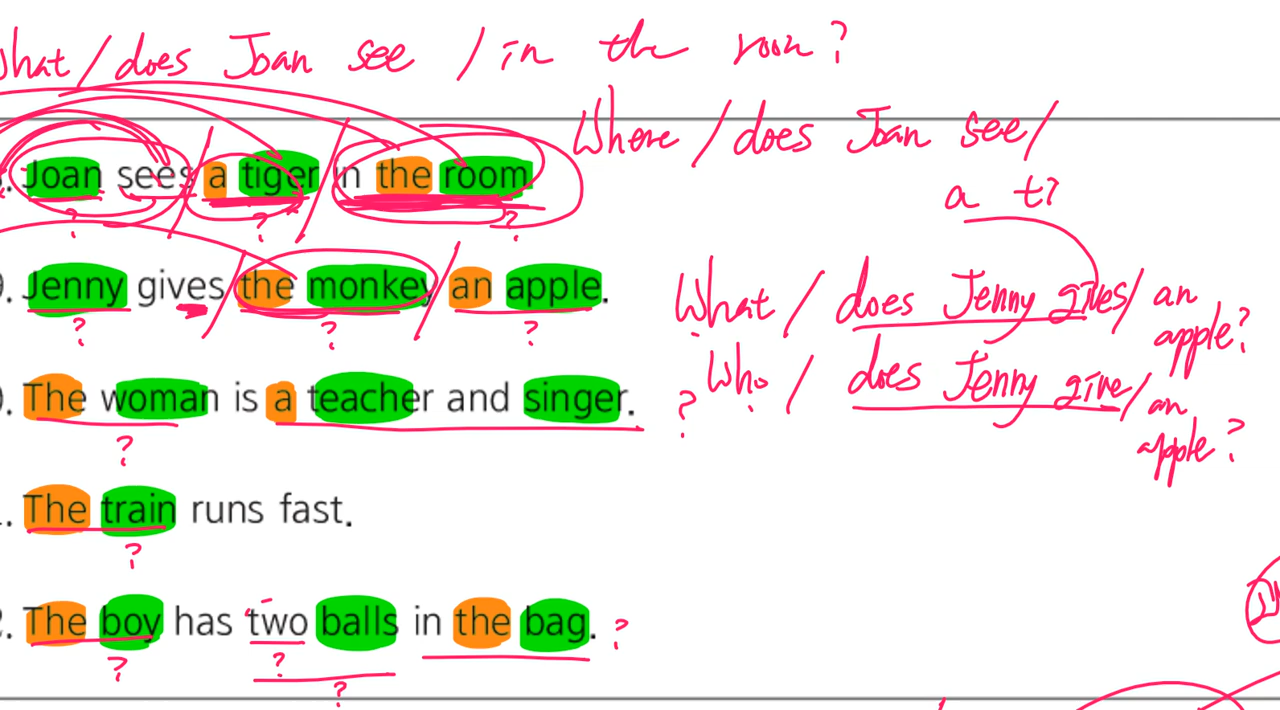 What / does Joan see / in the room?
Where / does Joan see /
a t?
. Joan sees / a tiger / in the room
?
?
?
. Jenny gives / the monkey / an apple.
?
?
?
What / does Jenny gives / an
apple?
. The woman is a teacher and singer.
?
?
Who / does Jenny give / an
apple?
. The train runs fast.
?
. The boy has two balls in the bag. ?
?
?
?